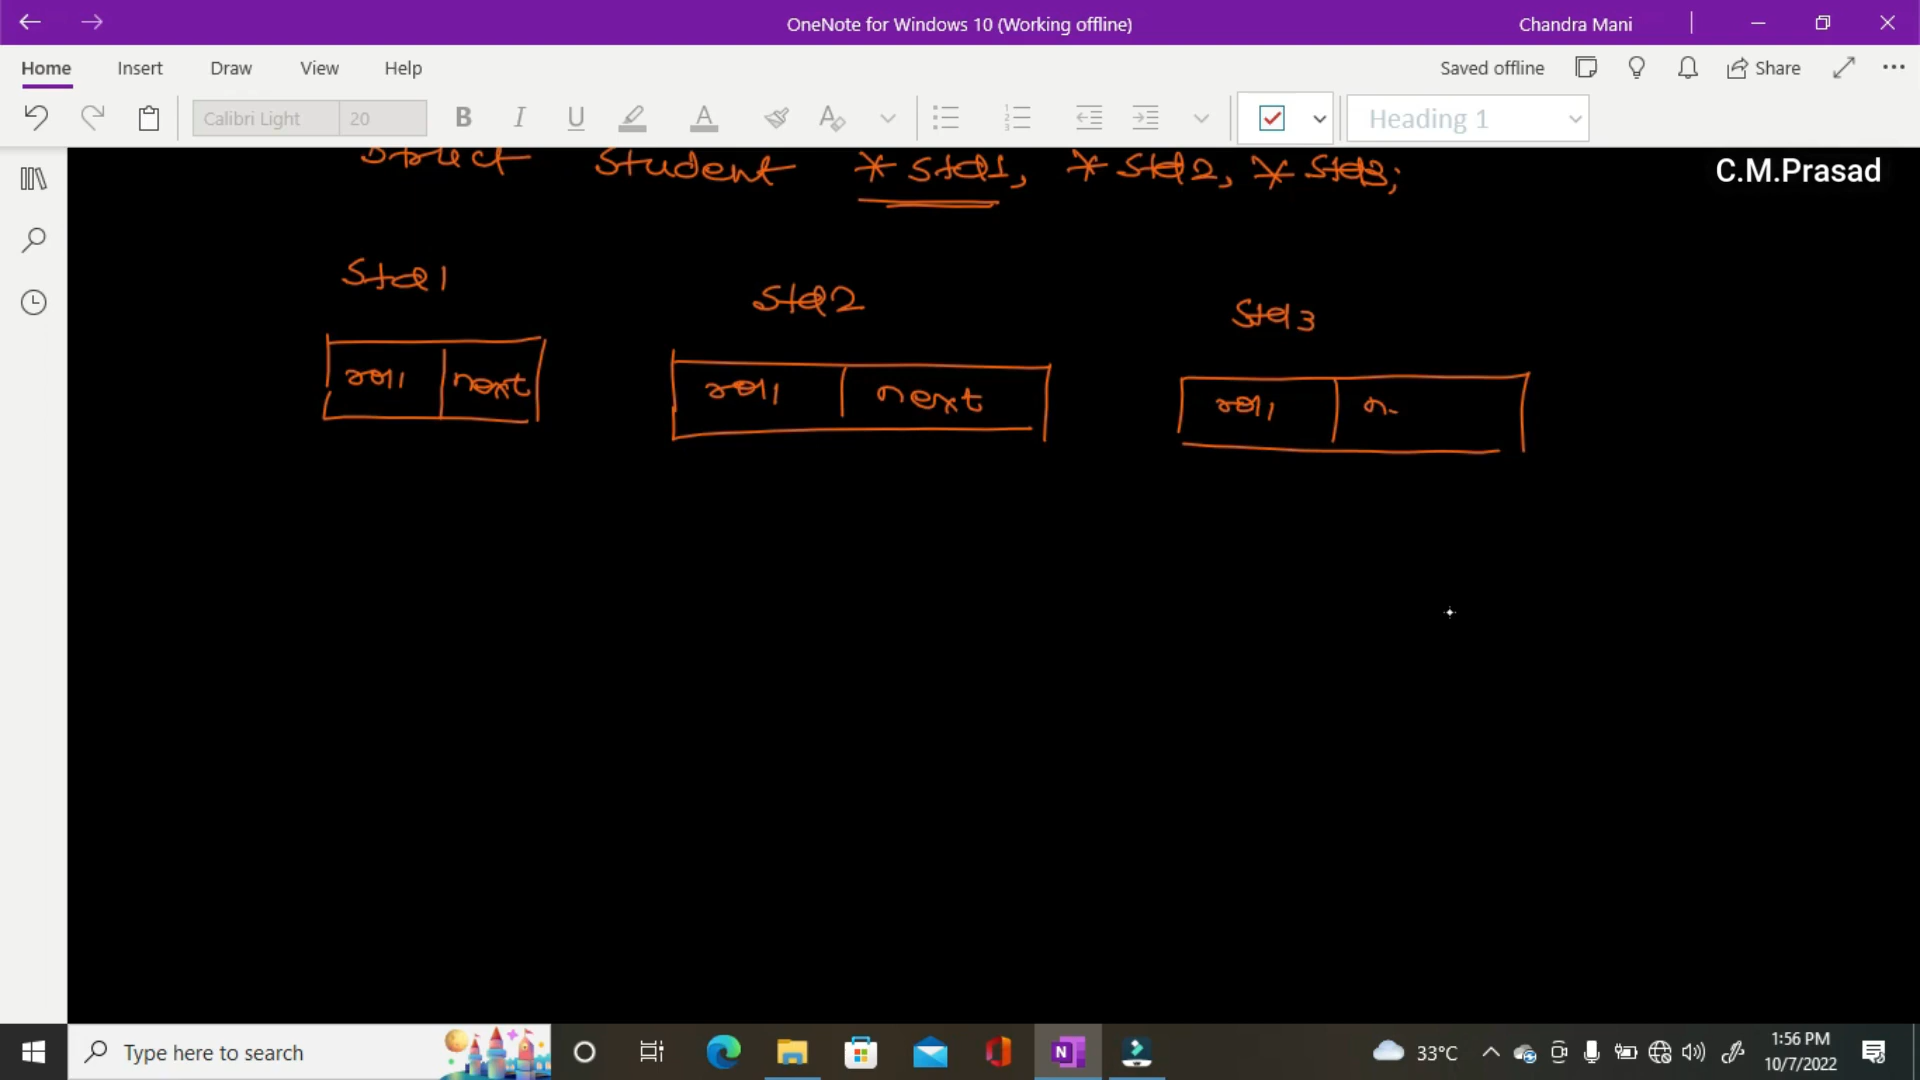 OneNote for Windows 10 (Working offline)
Chandra Mani
Home Insert Draw View Help
Saved offline
Share
Calibri Light 20
B I U A A
Heading 1
C.M.Prasad
Struct Student *Std1, *Std2, *Std3;
Std1 Std2 Std3
roll next roll next roll n-
Type here to search
33°C
1:56 PM
10/7/2022